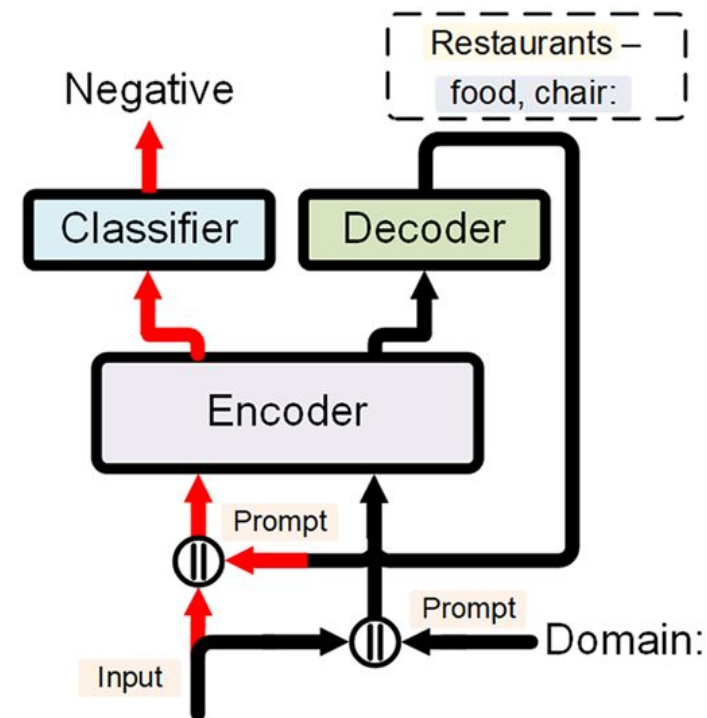 Restaurants –
food, chair:
Negative
Classifier
Decoder
Encoder
Prompt
Prompt
Domain:
Input